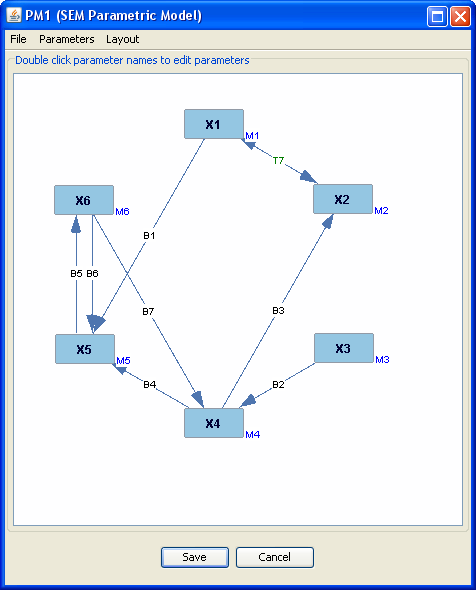 PM1 (SEM Parametric Model)
File Parameters Layout
Double click parameter names to edit parameters
X1
M1
T7
X6
X2
M6
M2
B1
B5 B6
B7
B3
X5
X3
M5
M3
B4
B2
X4
M4
Save Cancel